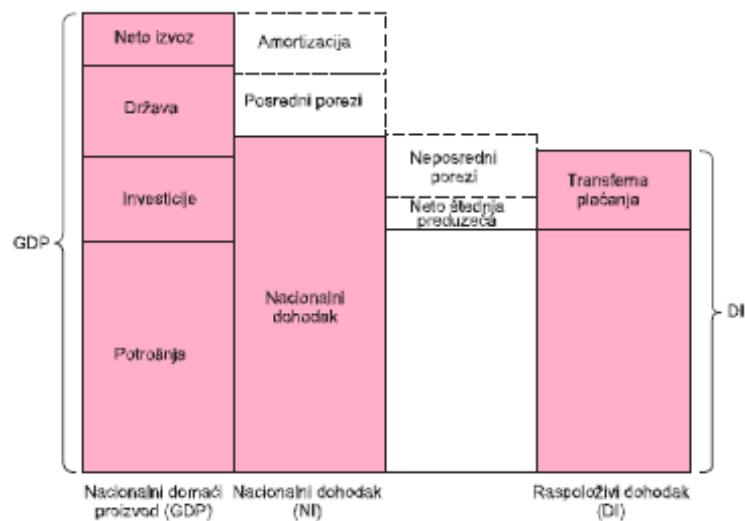 Neto izvoz
Država
Investicije
Potrošnja
GDP
Amortizacija
Posredni porezi
Nacionalni
dohodak
Neposredni
porezi
Neto štednja
preduzeća
Transferna
plaćanja
DI
Nacionalni domaći
proizvod (GDP)
Nacionalni dohodak
(NI)
Raspoloživi dohodak
(DI)